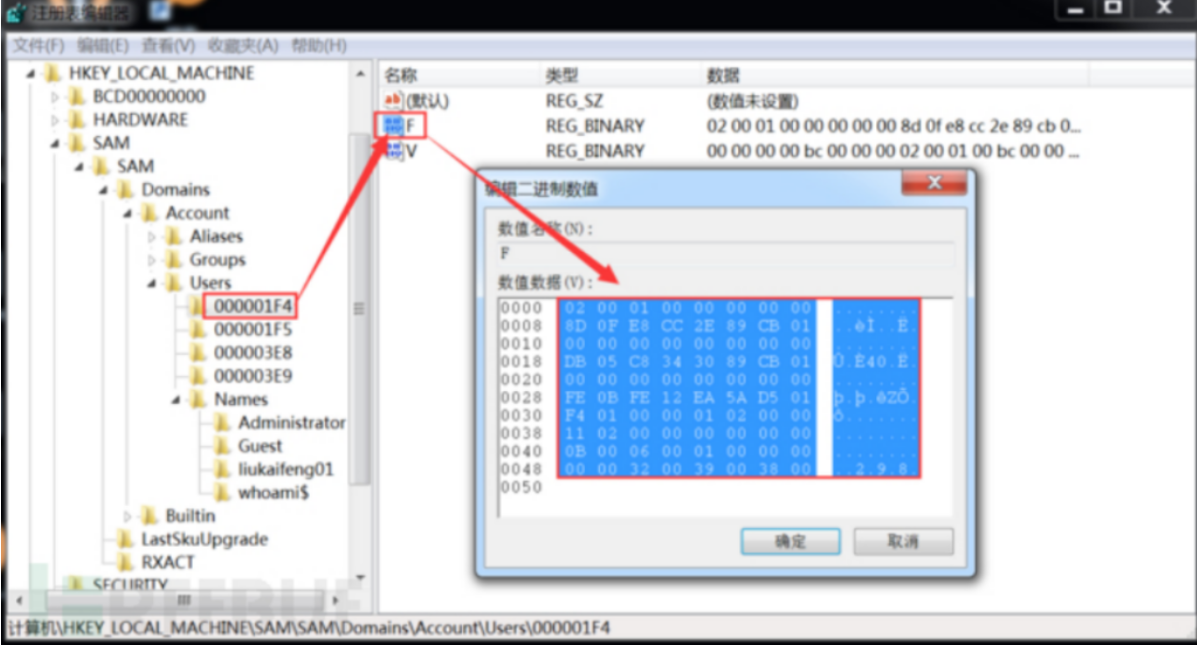 注册表编辑器
文件(F) 编辑(E) 查看(V) 收藏夹(A) 帮助(H)
HKEY_LOCAL_MACHINE
BCD00000000
HARDWARE
SAM
SAM
Domains
Account
Aliases
Groups
Users
000001F4
000001F5
000003E8
000003E9
Names
Administrator
Guest
liukaifeng01
whoami$
Builtin
LastSkuUpgrade
RXACT
SECURITY
名称 类型 数据
(默认) REG_SZ (数值未设置)
F REG_BINARY 02 00 01 00 00 00 00 00 8d 0f e8 cc 2e 89 cb 0...
V REG_BINARY 00 00 00 00 bc 00 00 00 02 00 01 00 bc 00 00 ...
编辑二进制数值
数值名称(N):
F
数值数据(V):
0000 02 00 01 00 00 00 00 00 ........
0008 8D 0F E8 CC 2E 89 CB 01 ..èÌ..Ë.
0010 00 00 00 00 00 00 00 00 ........
0018 DB 05 C8 34 30 89 CB 01 Û.È40.Ë.
0020 00 00 00 00 00 00 00 00 ........
0028 FE 0B FE 12 EA 5A D5 01 þ.þ.êZÕ.
0030 F4 01 00 00 01 02 00 00 ô.......
0038 11 02 00 00 00 00 00 00 ........
0040 0B 00 06 00 01 00 00 00 ........
0048 00 00 32 00 39 00 38 00 ..2.9.8.
0050
确定 取消
计算机\HKEY_LOCAL_MACHINE\SAM\SAM\Domains\Account\Users\000001F4